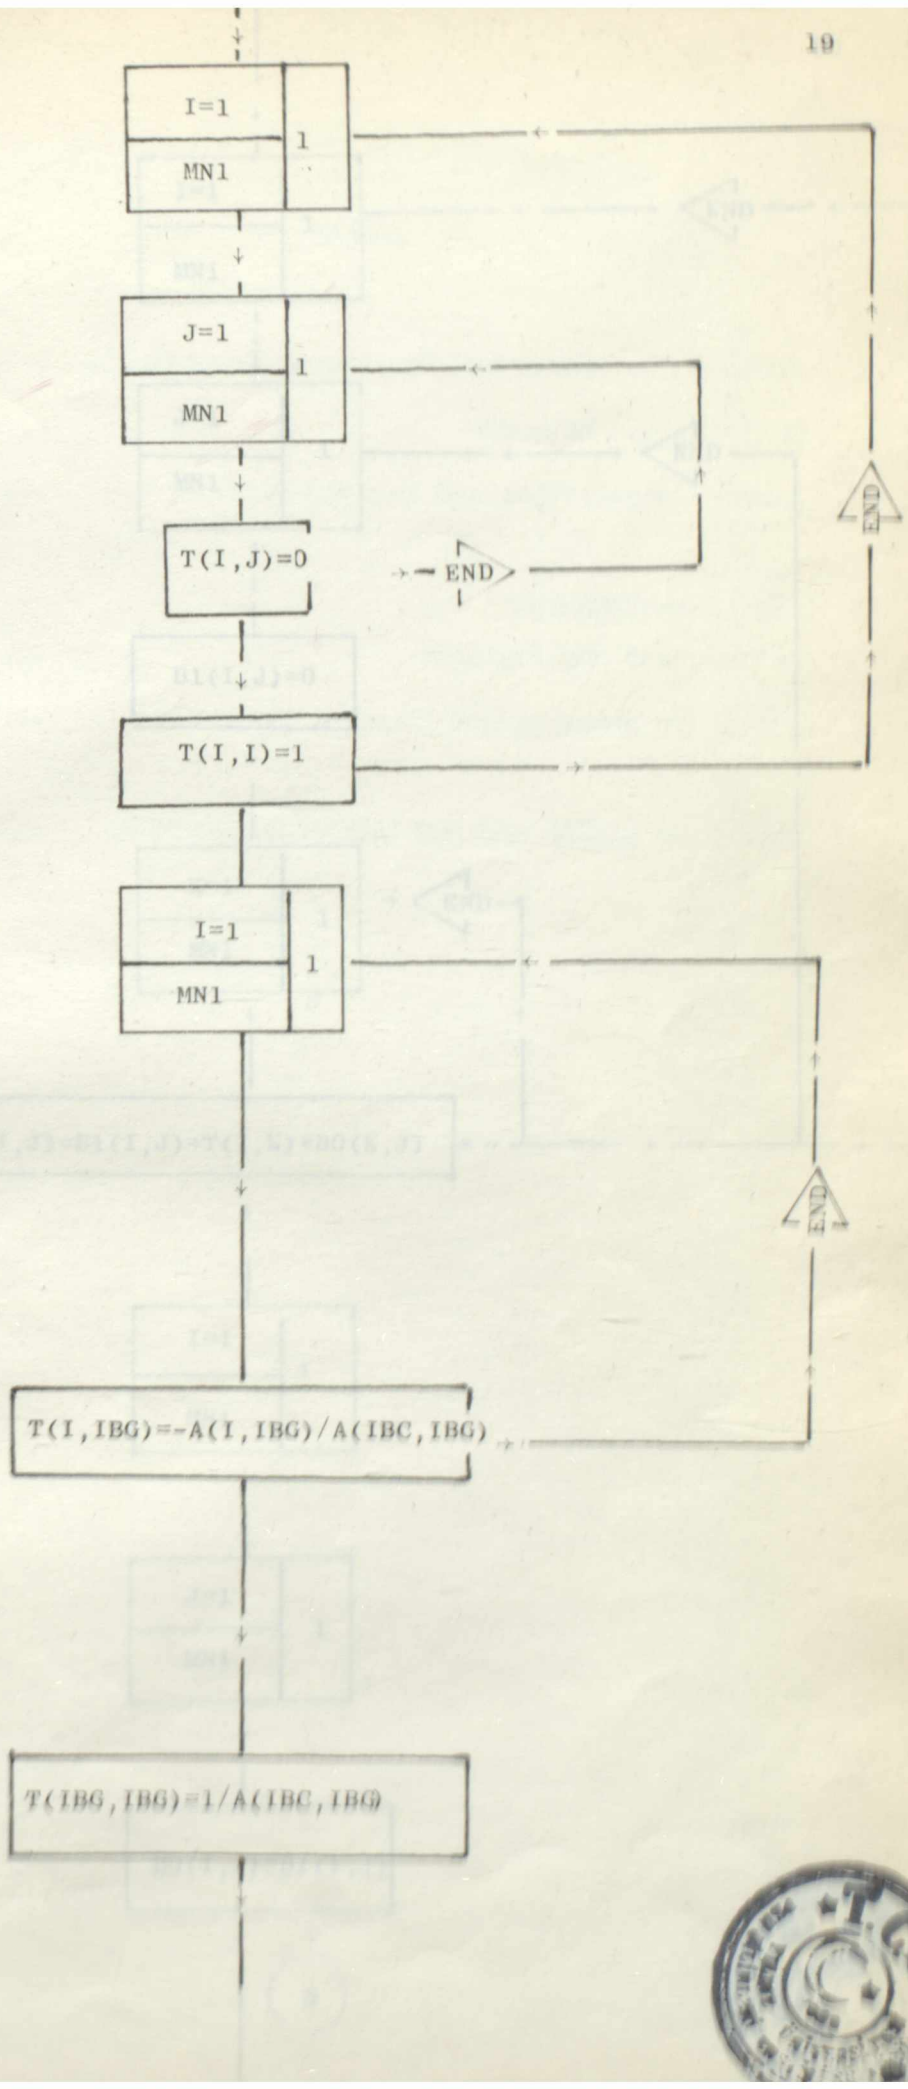 19
I=1
1
MN1
J=1
1
MN1
T(I,J)=0
END
END
T(I,I)=1
I=1
1
MN1
END
T(I,IBG)=-A(I,IBG)/A(IBC,IBG)
T(IBG,IBG)=1/A(IBC,IBG)
T.C.